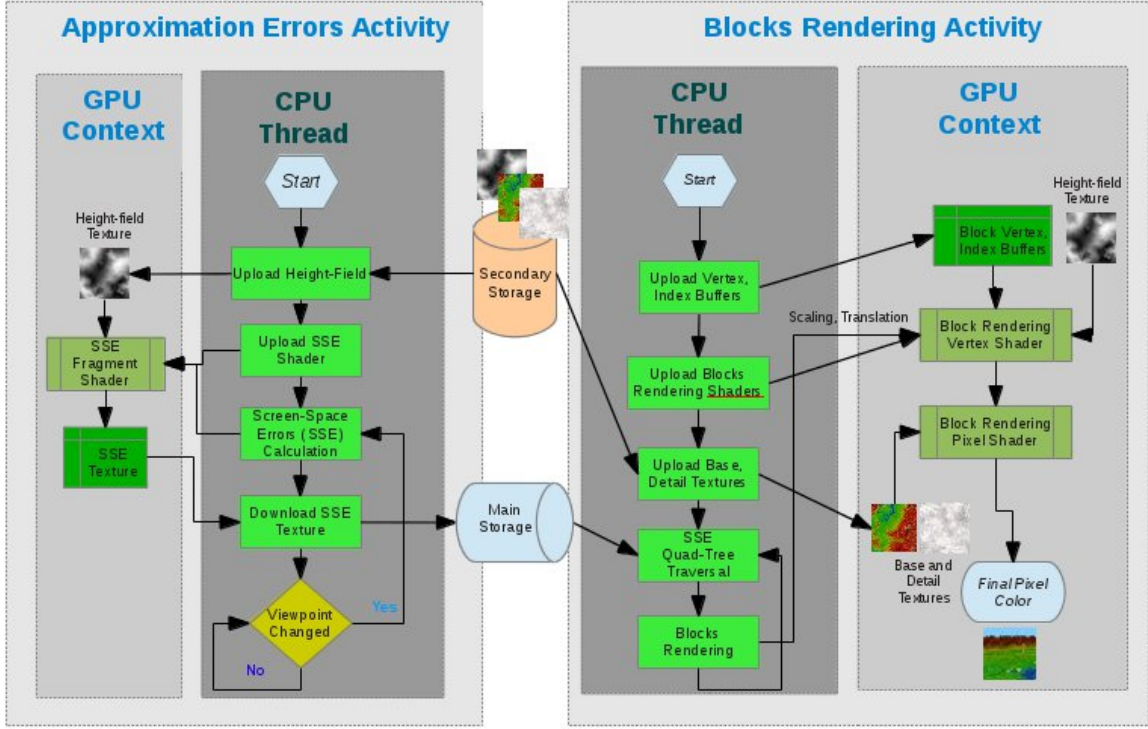 Approximation Errors Activity
GPU
Context
CPU
Thread
Start
Height-field
Texture
Upload Height-Field
SSE
Fragment
Shader
Upload SSE
Shader
Screen-Space
Errors (SSE)
Calculation
SSE
Texture
Download SSE
Texture
Viewpoint
Changed
Yes
No
Secondary
Storage
Main
Storage
Blocks Rendering Activity
CPU
Thread
Start
Upload Vertex,
Index Buffers
Upload Blocks
Rendering Shaders
Upload Base,
Detail Textures
SSE
Quad-Tree
Traversal
Blocks
Rendering
Scaling, Translation
GPU
Context
Height-field
Texture
Block Vertex,
Index Buffers
Block Rendering
Vertex Shader
Block Rendering
Pixel Shader
Base and
Detail
Textures
Final Pixel
Color